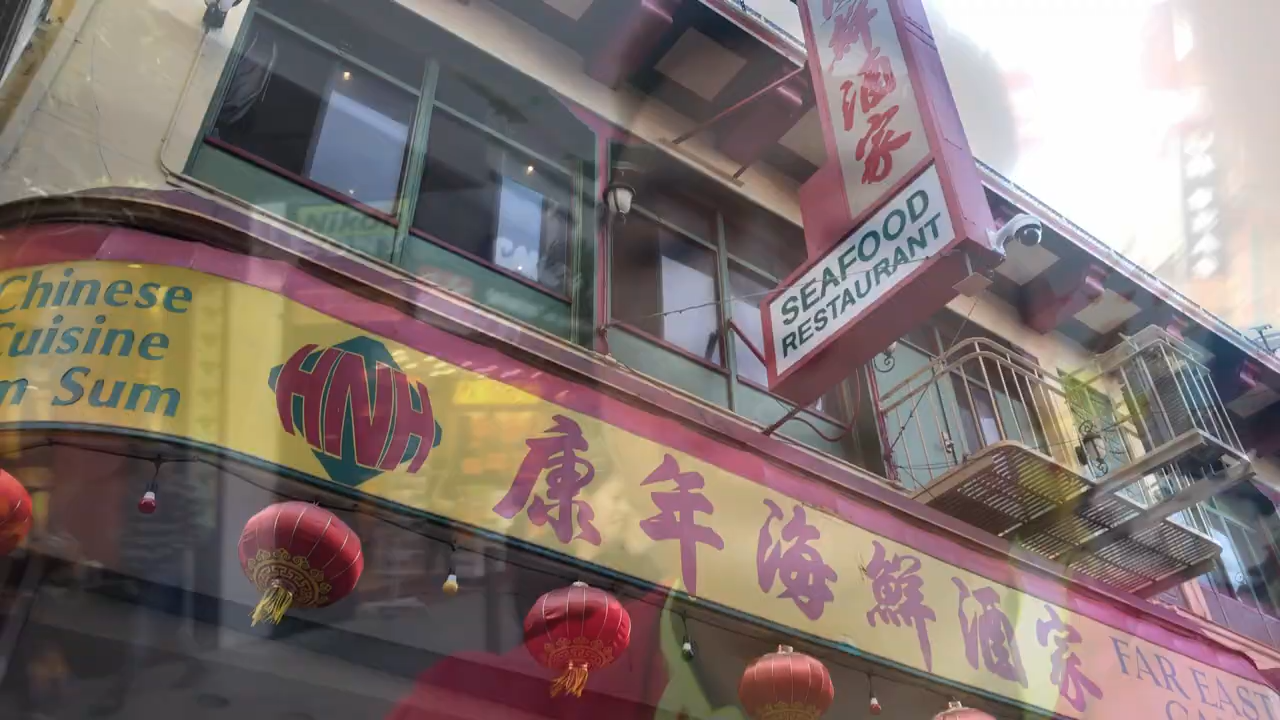 鮮酒家
SEAFOOD
RESTAURANT
Chinese
Cuisine
Sum
HNH
康年海鮮酒家
FAR EAST